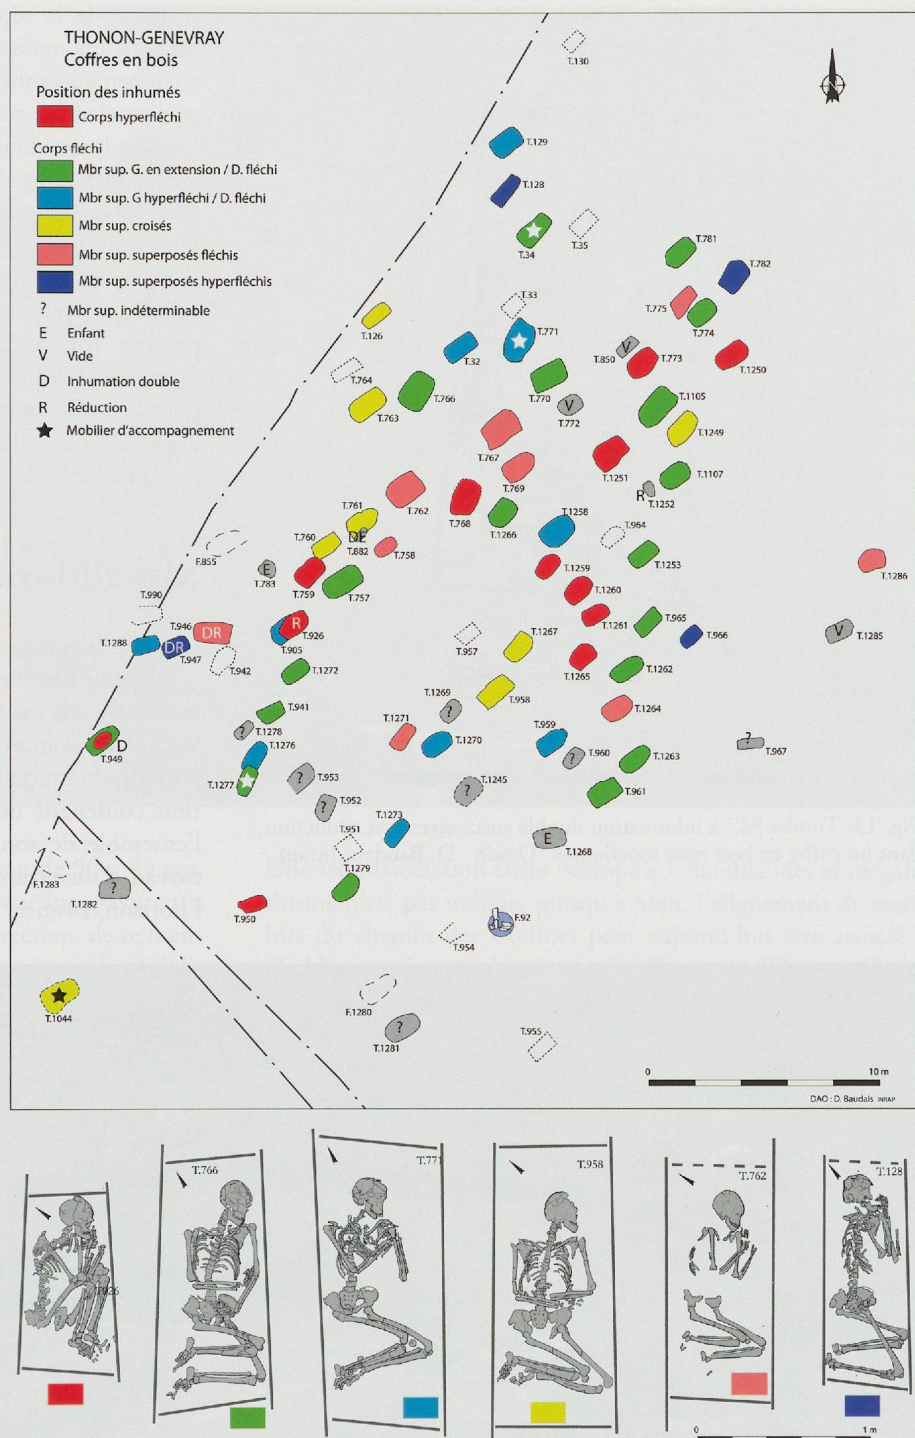 THONON-GENEVRAY
Coffres en bois
Position des inhumés
Corps hyperfléchi
Corps fléchi
Mbr sup. G. en extension / D. fléchi
Mbr sup. G hyperfléchi / D. fléchi
Mbr sup. croisés
Mbr sup. superposés fléchis
Mbr sup. superposés hyperfléchis
? Mbr sup. indéterminable
E Enfant
V Vide
D Inhumation double
R Réduction
Mobilier d'accompagnement
T.130
T.129
T.128
T.34
T.35
T.781
T.782
T.33
T.775
T.774
T.126
T.771
T.32
T.850
V
T.773
T.1250
T.764
T.763
T.766
T.770
V
T.772
T.1105
T.1249
T.767
T.769
T.1251
T.1107
R
T.1252
T.762
T.768
T.1266
T.1258
T.964
T.761
DE
T.882
T.760
T.758
T.1253
F.855
E
T.783
T.759
T.757
T.1259
T.1260
T.1286
T.990
T.946
DR
R
T.926
T.905
T.1261
T.965
T.966
V
T.1285
T.1288
DR
T.947
T.942
T.957
T.1267
T.1265
T.1262
T.1272
T.958
T.1264
T.941
T.1269
?
?
T.1278
T.1271
T.1270
T.959
?
T.960
T.1263
?
T.967
D
T.949
T.1276
T.1277
?
T.953
?
T.1245
T.961
?
T.952
T.951
T.1273
E
T.1268
F.1283
?
T.1282
T.1279
T.950
F.92
T.954
T.1044
F.1280
?
T.1281
T.955
0 10 m
DAO : D. Baudais INRAP
T.926
T.766
T.771
T.958
T.762
T.128
0 1 m